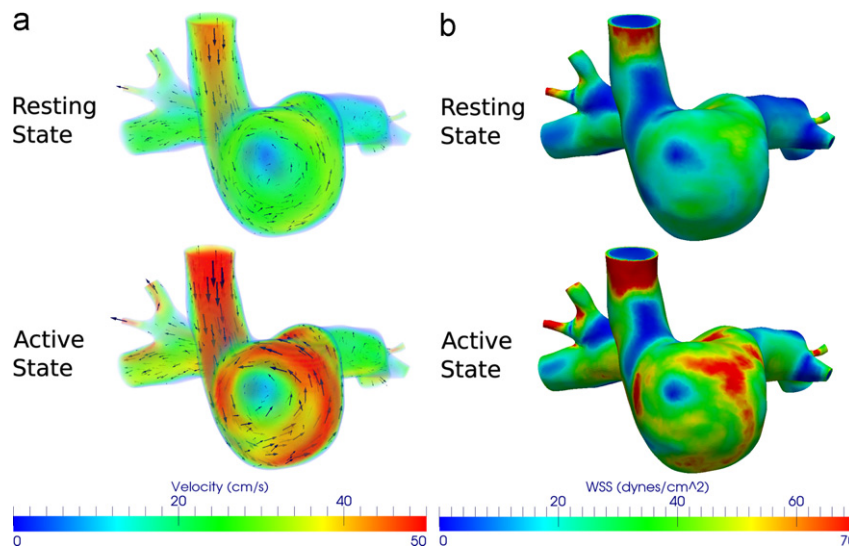 a
b
Resting
State
Resting
State
Active
State
Active
State
Velocity (cm/s)
WSS (dynes/cm^2)
20
40
20
40
60
0
50
0
70